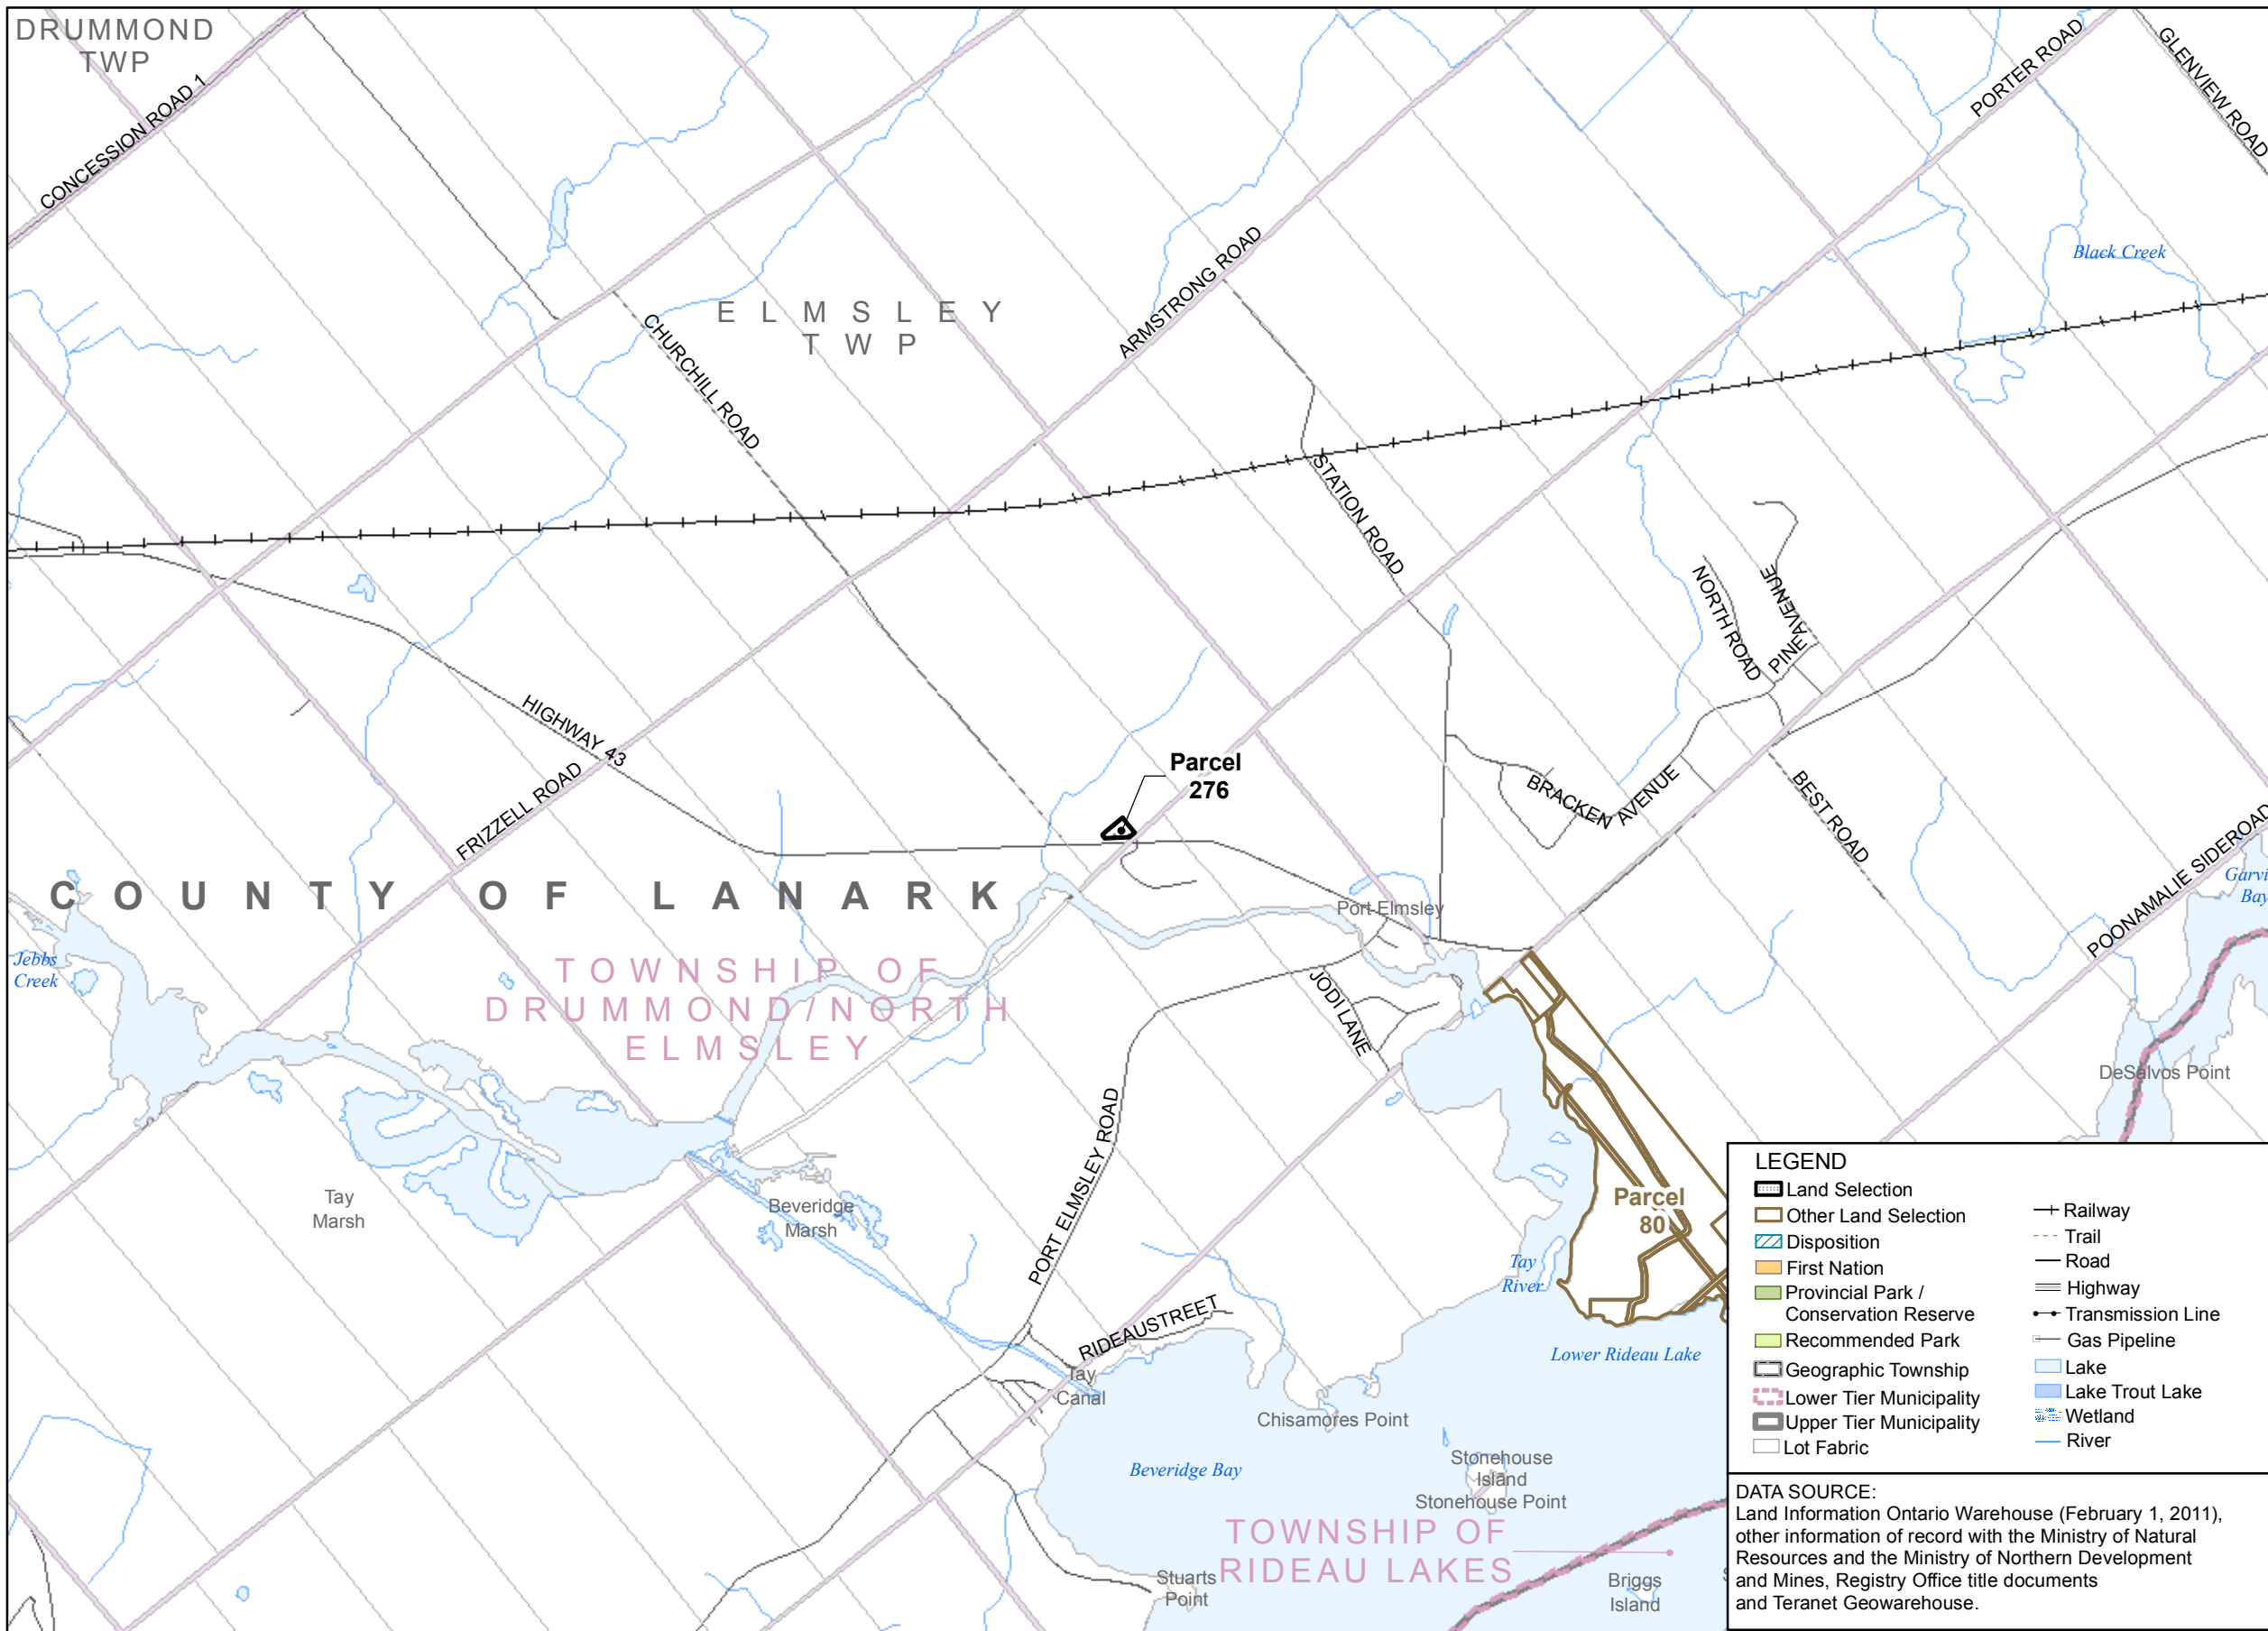 DRUMMOND
TWP
CONCESSION ROAD 1
PORTER ROAD
GLENVIEW ROAD
Black Creek
ELMSLEY
TWP
ARMSTRONG ROAD
CHURCHILL ROAD
STATION ROAD
NORTH ROAD
PINE AVENUE
HIGHWAY 43
FRIZZELL ROAD
Parcel
276
BRACKEN AVENUE
BEST ROAD
POONAMALIE SIDEROAD
Bay
COUNTY OF LANARK
Port Elmsley
Jebbs
Creek
TOWNSHIP OF
DRUMMOND/NORTH
ELMSLEY
JODI LANE
DeSalvos Point
PORT ELMSLEY ROAD
Tay
Marsh
Beveridge
Marsh
Parcel
80
Tay
River
RIDEAU STREET
Lower Rideau Lake
Tay
Canal
Chisamores Point
Beveridge Bay
Stonehouse
Island
Stonehouse Point
TOWNSHIP OF
RIDEAU LAKES
Stuarts
Point
Briggs
Island
LEGEND
Land Selection
Other Land Selection
Disposition
First Nation
Provincial Park /
Conservation Reserve
Recommended Park
Geographic Township
Lower Tier Municipality
Upper Tier Municipality
Lot Fabric
Railway
Trail
Road
Highway
Transmission Line
Gas Pipeline
Lake
Lake Trout Lake
Wetland
River
DATA SOURCE:
Land Information Ontario Warehouse (February 1, 2011),
other information of record with the Ministry of Natural
Resources and the Ministry of Northern Development
and Mines, Registry Office title documents
and Teranet Geowarehouse.